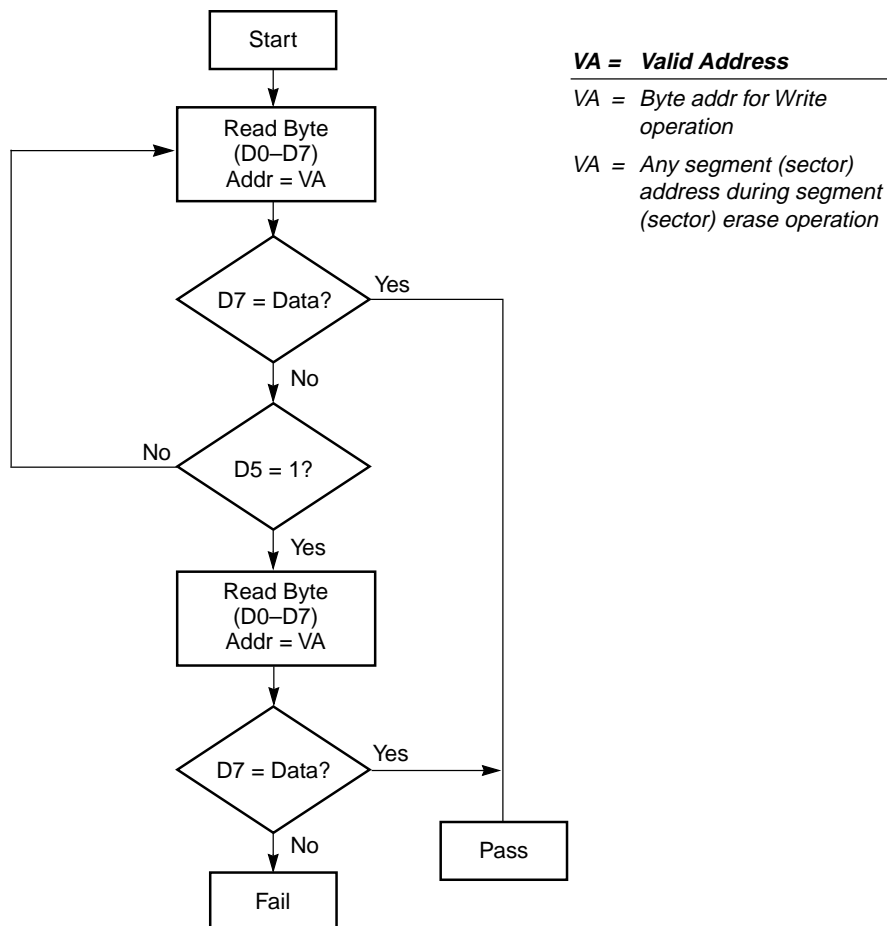 Start
Read Byte
(D0–D7)
Addr = VA
D7 = Data?
Yes
No
D5 = 1?
No
Yes
Read Byte
(D0–D7)
Addr = VA
D7 = Data?
Yes
No
Pass
Fail
VA = Valid Address
VA = Byte addr for Write
operation
VA = Any segment (sector)
address during segment
(sector) erase operation